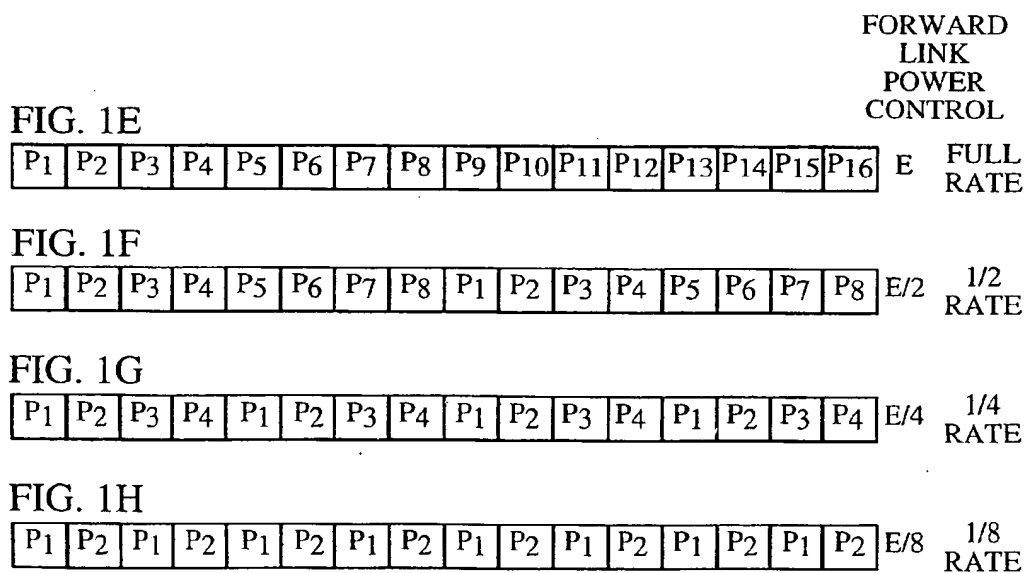 FORWARD
LINK
POWER
CONTROL
FIG. 1E
P1 P2 P3 P4 P5 P6 P7 P8 P9 P10 P11 P12 P13 P14 P15 P16 E FULL
RATE
FIG. 1F
P1 P2 P3 P4 P5 P6 P7 P8 P1 P2 P3 P4 P5 P6 P7 P8 E/2 1/2
RATE
FIG. 1G
P1 P2 P3 P4 P1 P2 P3 P4 P1 P2 P3 P4 P1 P2 P3 P4 E/4 1/4
RATE
FIG. 1H
P1 P2 P1 P2 P1 P2 P1 P2 P1 P2 P1 P2 P1 P2 P1 P2 E/8 1/8
RATE